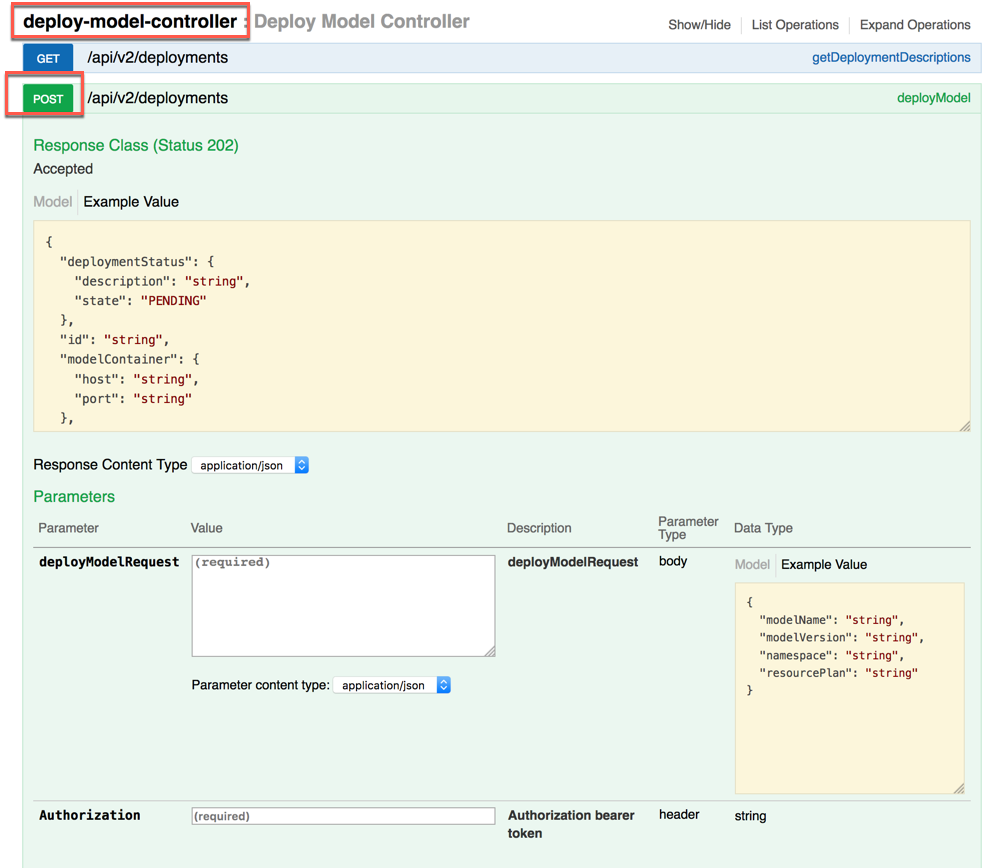 deploy-model-controller : Deploy Model Controller
Show/Hide List Operations Expand Operations
GET /api/v2/deployments getDeploymentDescriptions
POST /api/v2/deployments deployModel
Response Class (Status 202)
Accepted
Model Example Value
{
"deploymentStatus": {
"description": "string",
"state": "PENDING"
},
"id": "string",
"modelContainer": {
"host": "string",
"port": "string"
},
Response Content Type application/json
Parameters
Parameter Value Description Parameter Type Data Type
deployModelRequest (required) deployModelRequest body Model Example Value
{
"modelName": "string",
"modelVersion": "string",
"namespace": "string",
"resourcePlan": "string"
}
Parameter content type: application/json
Authorization (required) Authorization bearer token header string